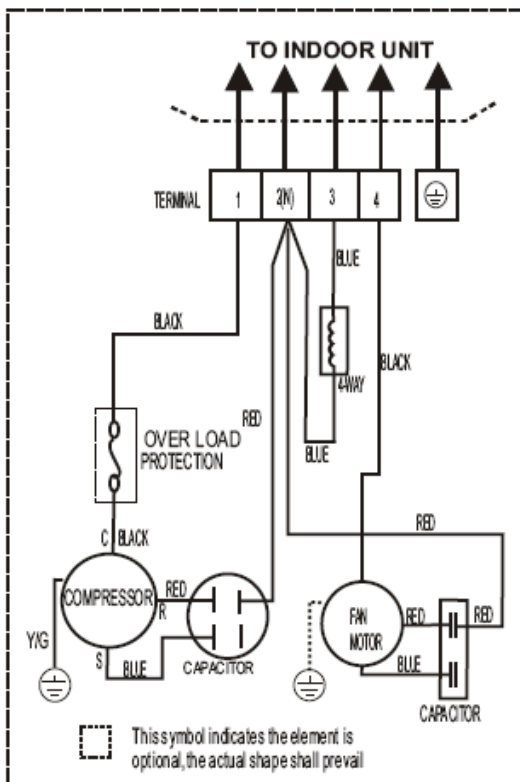 TO INDOOR UNIT
TERMINAL 1 2(N) 3 4
BLUE
BLACK
BLACK
4-WAY
RED
OVER LOAD
PROTECTION
BLUE
RED
C BLACK
COMPRESSOR
RED
R
FAN
MOTOR
RED
RED
Y/G
S
BLUE
CAPACITOR
BLUE
CAPACITOR
This symbol indicates the element is
optional, the actual shape shall prevail